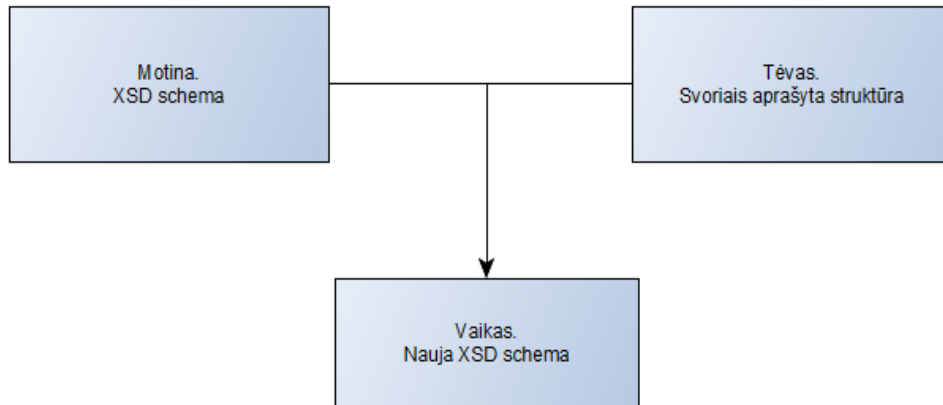 Motina.
XSD schema
Tėvas.
Svoriais aprašyta struktūra
Vaikas.
Nauja XSD schema